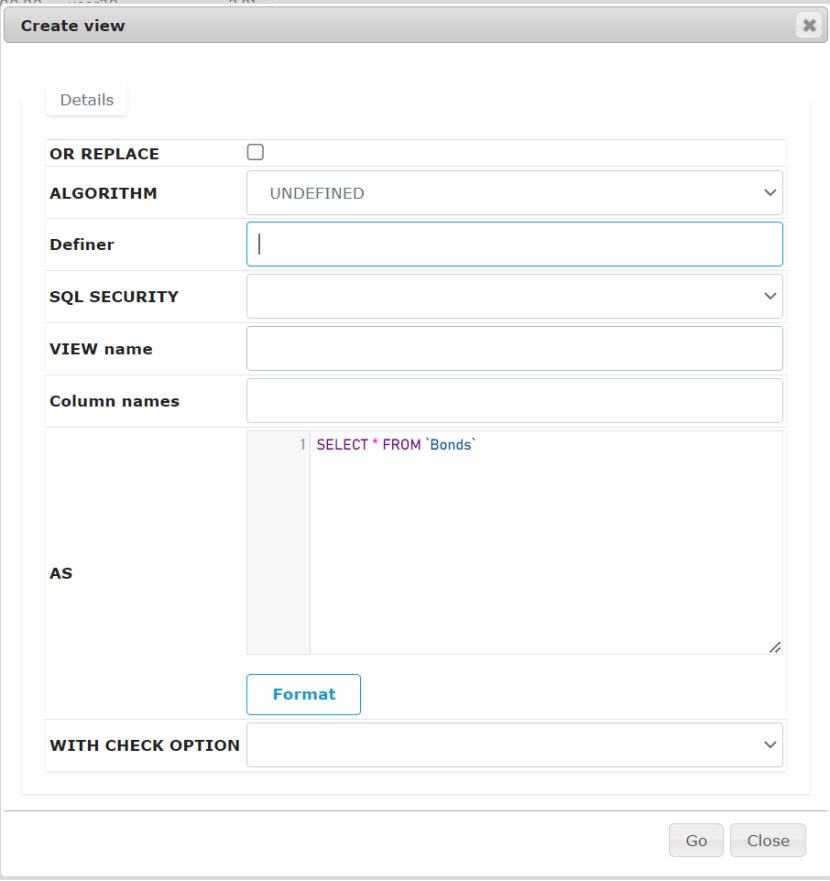 Create view
Details
OR REPLACE
ALGORITHM
UNDEFINED
Definer
SQL SECURITY
VIEW name
Column names
1 SELECT * FROM `Bonds`
AS
Format
WITH CHECK OPTION
Go Close